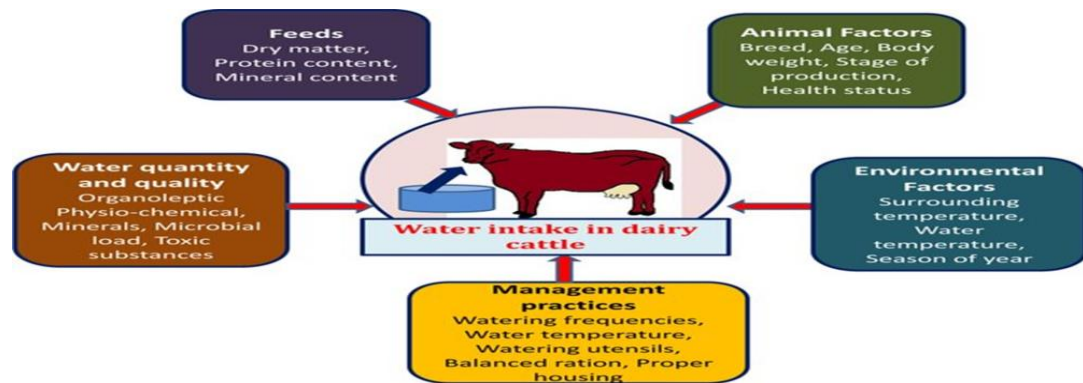 Feeds
Dry matter,
Protein content,
Mineral content
Animal Factors
Breed, Age, Body
weight, Stage of
production,
Health status
Water quantity
and quality
Organoleptic
Physio-chemical,
Minerals, Microbial
load, Toxic
substances
Environmental
Factors
Surrounding
temperature,
Water
temperature,
Season of year
Water intake in dairy
cattle
Management
practices
Watering frequencies,
Water temperature,
Watering utensils,
Balanced ration, Proper
housing